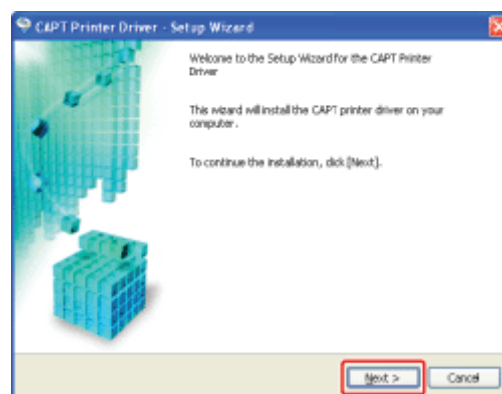 CAPT Printer Driver - Setup Wizard
Welcome to the Setup Wizard for the CAPT Printer
Driver
This wizard will install the CAPT printer driver on your
computer.
To continue the installation, click [Next].
Next >
Cancel